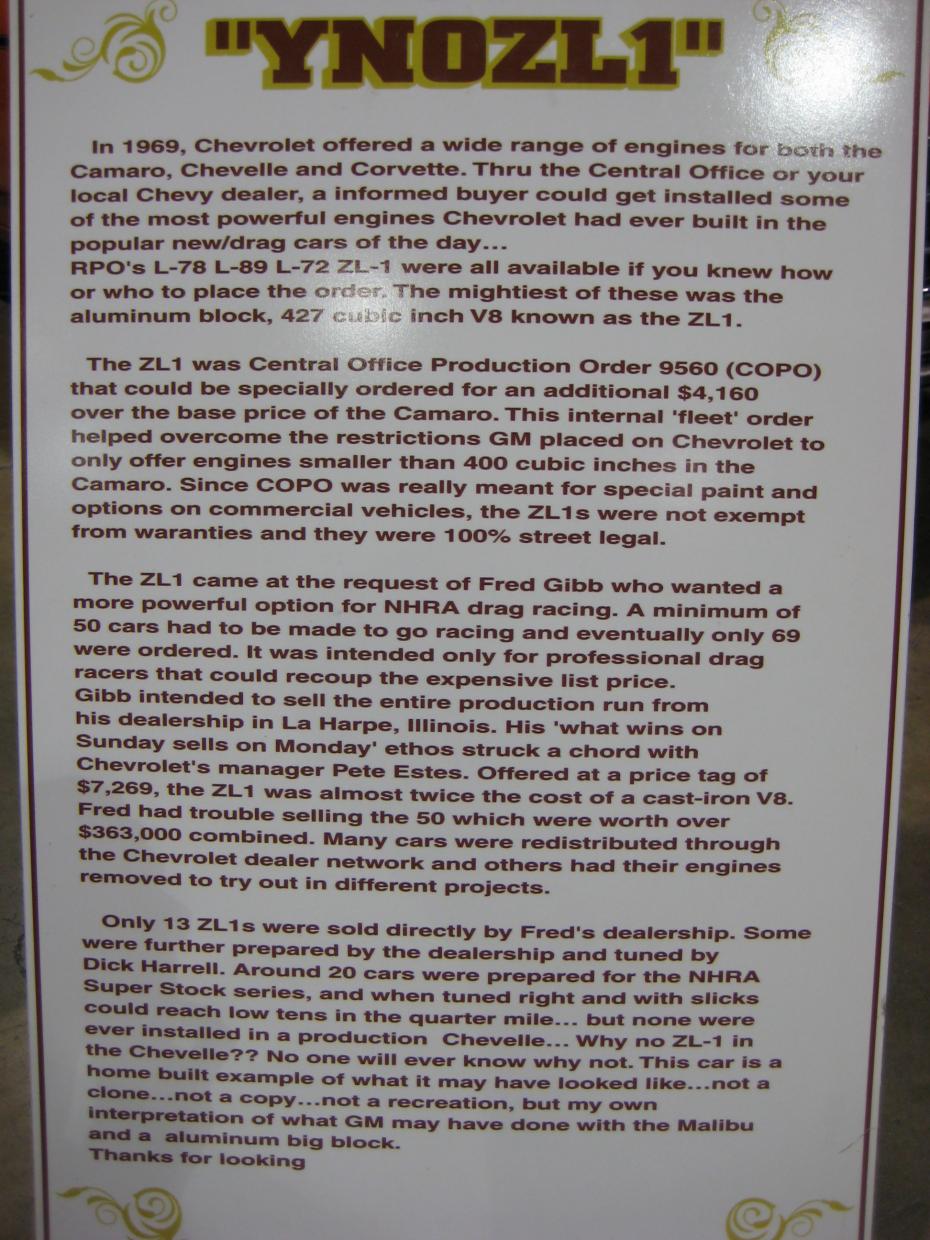 "YNOZL1"
In 1969, Chevrolet offered a wide range of engines for both the
Camaro, Chevelle and Corvette. Thru the Central Office or your
local Chevy dealer, a informed buyer could get installed some
of the most powerful engines Chevrolet had ever built in the
popular new/drag cars of the day...
RPO's L-78 L-89 L-72 ZL-1 were all available if you knew how
or who to place the order. The mightiest of these was the
aluminum block, 427 cubic inch V8 known as the ZL1.
The ZL1 was Central Office Production Order 9560 (COPO)
that could be specially ordered for an additional $4,160
over the base price of the Camaro. This internal 'fleet' order
helped overcome the restrictions GM placed on Chevrolet to
only offer engines smaller than 400 cubic inches in the
Camaro. Since COPO was really meant for special paint and
options on commercial vehicles, the ZL1s were not exempt
from waranties and they were 100% street legal.
The ZL1 came at the request of Fred Gibb who wanted a
more powerful option for NHRA drag racing. A minimum of
50 cars had to be made to go racing and eventually only 69
were ordered. It was intended only for professional drag
racers that could recoup the expensive list price.
Gibb intended to sell the entire production run from
his dealership in La Harpe, Illinois. His 'what wins on
Sunday sells on Monday' ethos struck a chord with
Chevrolet's manager Pete Estes. Offered at a price tag of
$7,269, the ZL1 was almost twice the cost of a cast-iron V8.
Fred had trouble selling the 50 which were worth over
$363,000 combined. Many cars were redistributed through
the Chevrolet dealer network and others had their engines
removed to try out in different projects.
Only 13 ZL1s were sold directly by Fred's dealership. Some
were further prepared by the dealership and tuned by
Dick Harrell. Around 20 cars were prepared for the NHRA
Super Stock series, and when tuned right and with slicks
could reach low tens in the quarter mile... but none were
ever installed in a production Chevelle... Why no ZL-1 in
the Chevelle?? No one will ever know why not. This car is a
home built example of what it may have looked like...not a
clone...not a copy...not a recreation, but my own
interpretation of what GM may have done with the Malibu
and a aluminum big block.
Thanks for looking